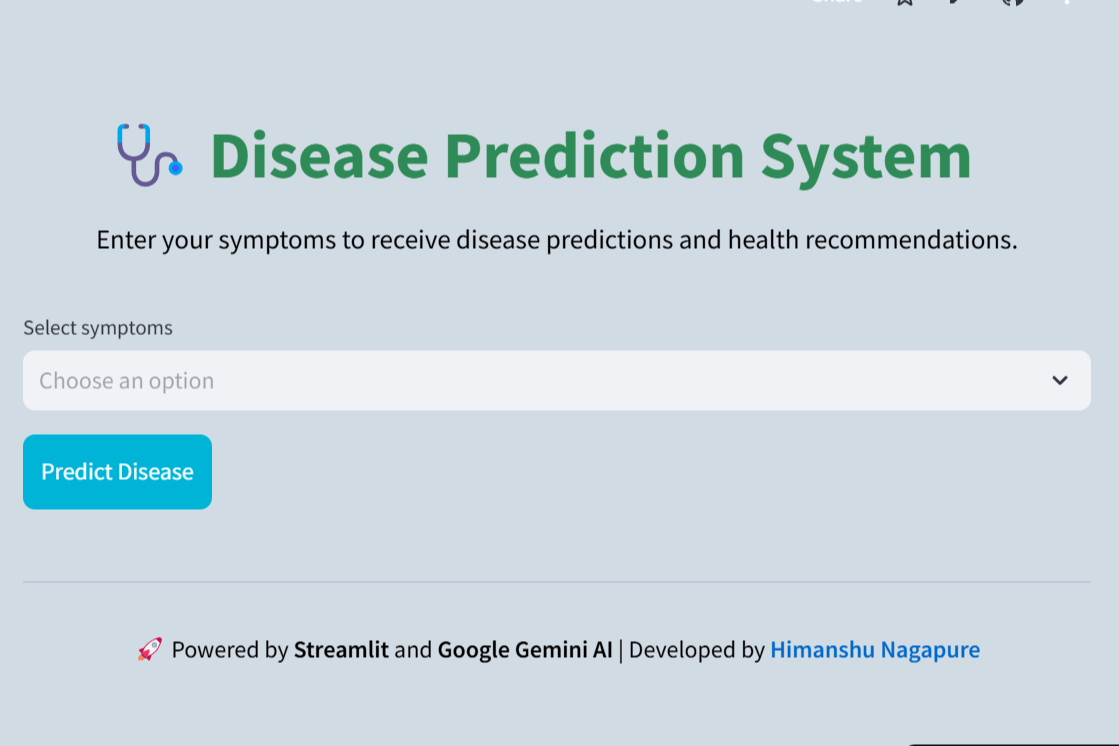 Disease Prediction System
Enter your symptoms to receive disease predictions and health recommendations.
Select symptoms
Choose an option
Predict Disease
🚀 Powered by Streamlit and Google Gemini AI | Developed by Himanshu Nagapure